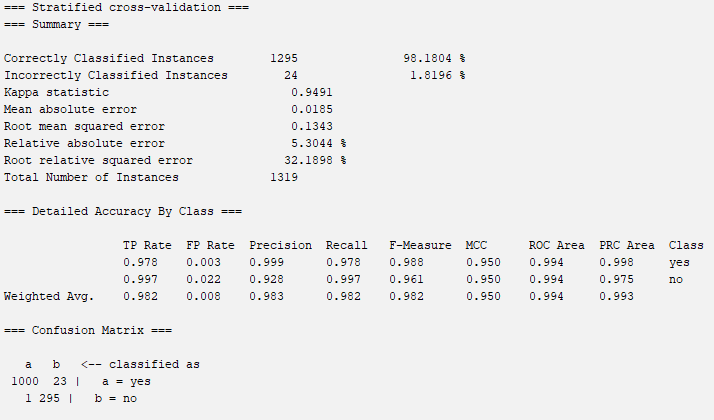 === Stratified cross-validation ===
=== Summary ===
Correctly Classified Instances 1295 98.1804 %
Incorrectly Classified Instances 24 1.8196 %
Kappa statistic 0.9491
Mean absolute error 0.0185
Root mean squared error 0.1343
Relative absolute error 5.3044 %
Root relative squared error 32.1898 %
Total Number of Instances 1319
=== Detailed Accuracy By Class ===
TP Rate FP Rate Precision Recall F-Measure MCC ROC Area PRC Area Class
0.978 0.003 0.999 0.978 0.988 0.950 0.994 0.998 yes
0.997 0.022 0.928 0.997 0.961 0.950 0.994 0.975 no
Weighted Avg. 0.982 0.008 0.983 0.982 0.982 0.950 0.994 0.993
=== Confusion Matrix ===
a b <-- classified as
1000 23 | a = yes
1 295 | b = no